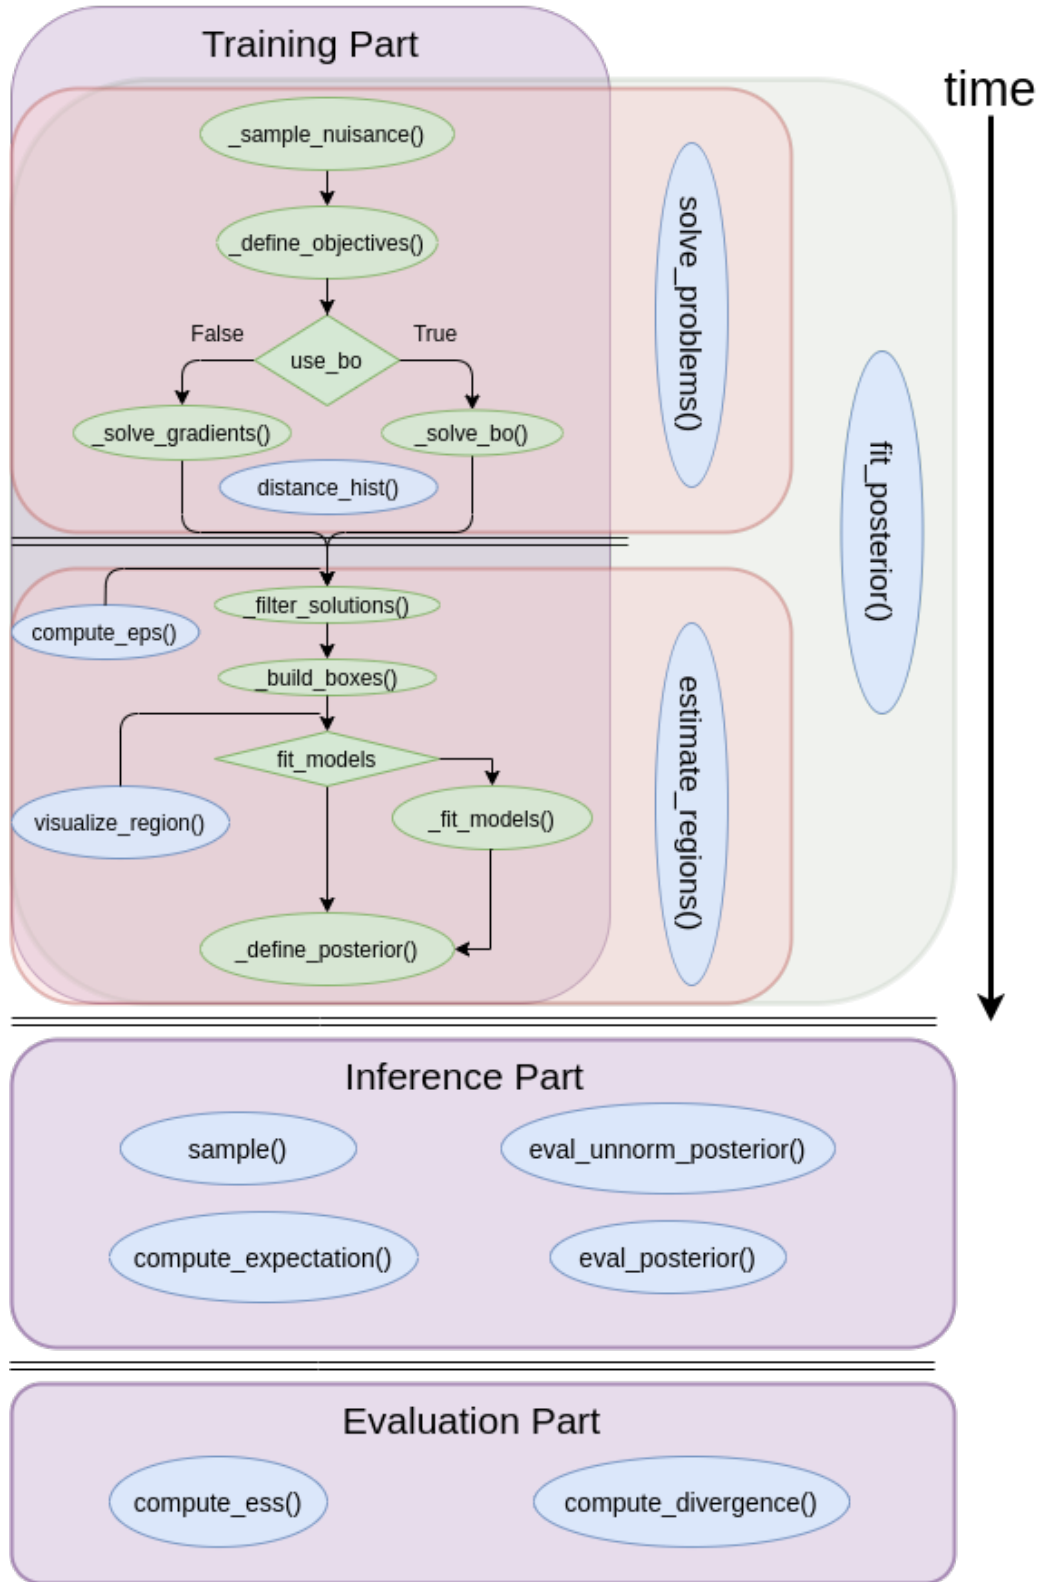 Training Part
time
_sample_nuisance()
_define_objectives()
solve_problems()
False
True
use_bo
_solve_gradients()
_solve_bo()
distance_hist()
fit_posterior()
_filter_solutions()
compute_eps()
_build_boxes()
fit_models
estimate_regions()
visualize_region()
_fit_models()
_define_posterior()
Inference Part
sample()
eval_unnorm_posterior()
compute_expectation()
eval_posterior()
Evaluation Part
compute_ess()
compute_divergence()